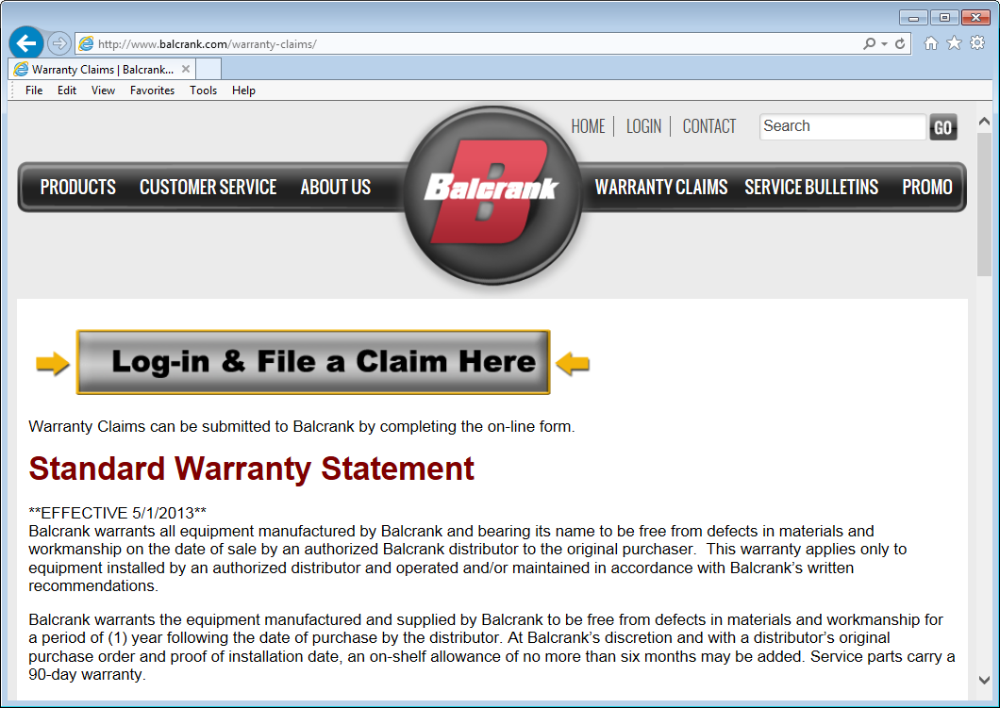 http://www.balcrank.com/warranty-claims/
Warranty Claims | Balcrank...
File Edit View Favorites Tools Help
HOME | LOGIN | CONTACT Search GO
PRODUCTS CUSTOMER SERVICE ABOUT US Balcrank WARRANTY CLAIMS SERVICE BULLETINS PROMO
Log-in & File a Claim Here
Warranty Claims can be submitted to Balcrank by completing the on-line form.
Standard Warranty Statement
**EFFECTIVE 5/1/2013**
Balcrank warrants all equipment manufactured by Balcrank and bearing its name to be free from defects in materials and
workmanship on the date of sale by an authorized Balcrank distributor to the original purchaser.  This warranty applies only to
equipment installed by an authorized distributor and operated and/or maintained in accordance with Balcrank’s written
recommendations.
Balcrank warrants the equipment manufactured and supplied by Balcrank to be free from defects in materials and workmanship for
a period of (1) year following the date of purchase by the distributor. At Balcrank’s discretion and with a distributor’s original
purchase order and proof of installation date, an on-shelf allowance of no more than six months may be added. Service parts carry a
90-day warranty.